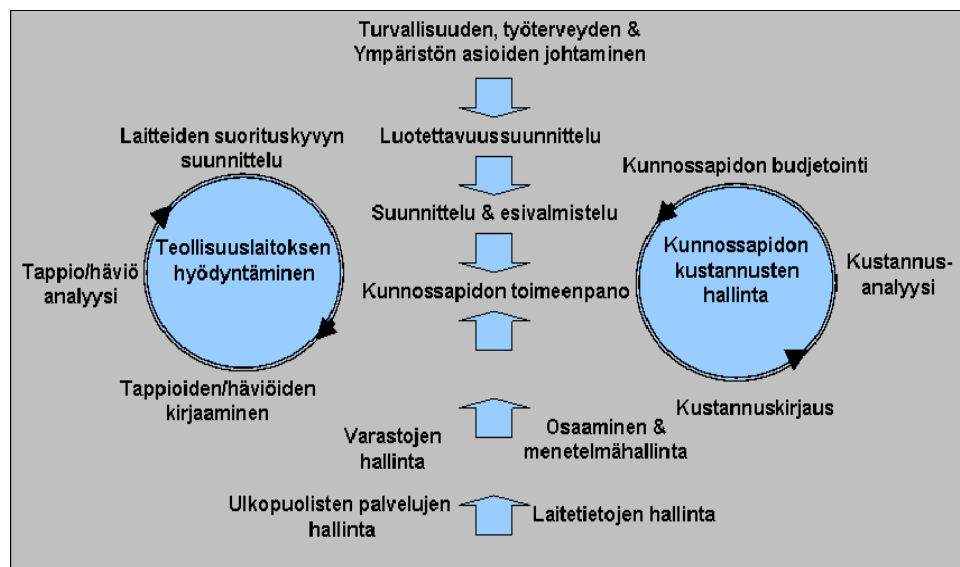 Turvallisuuden, työterveyden &
Ympäristön asioiden johtaminen
Luotettavuussuunnittelu
Suunnittelu & esivalmistelu
Kunnossapidon toimeenpano
Laitteiden suorituskyvyn
suunnittelu
Teollisuuslaitoksen
hyödyntäminen
Tappio/häviö
analyysi
Tappioiden/häviöiden
kirjaaminen
Kunnossapidon budjetointi
Kunnossapidon
kustannusten
hallinta
Kustannus-
analyysi
Kustannuskirjaus
Varastojen
hallinta
Osaaminen &
menetelmähallinta
Ulkopuolisten palvelujen
hallinta
Laitetietojen hallinta